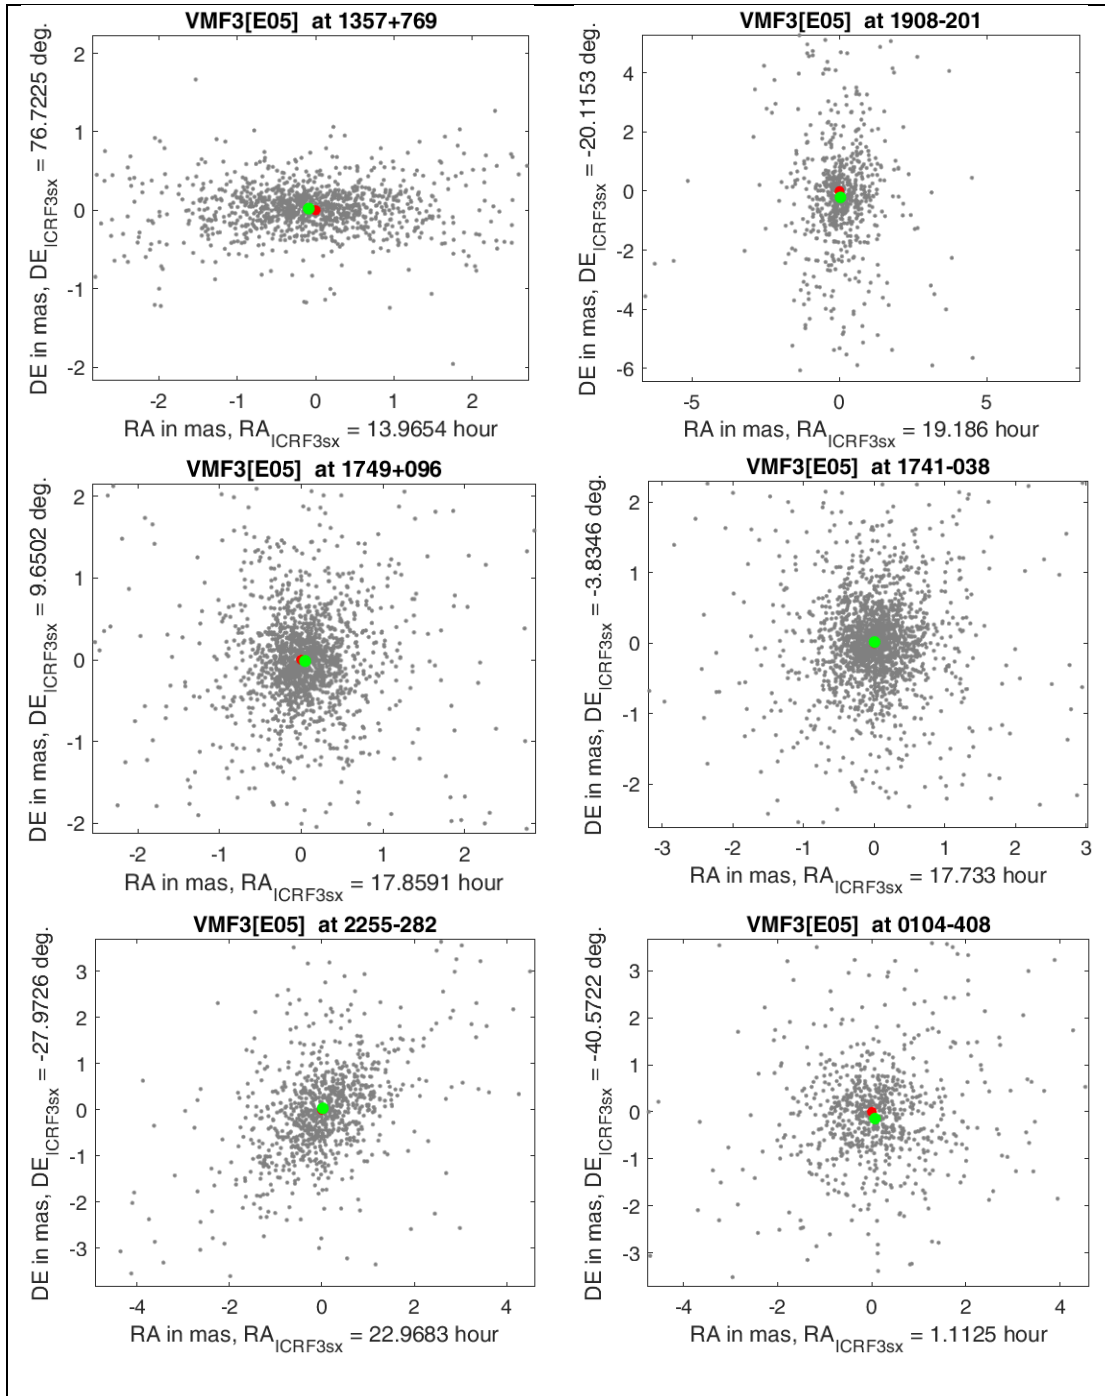 VMF3[E05]  at 1357+769
DE in mas, DE_ICRF3sx = 76.7225 deg.
2
1
0
-1
-2
-2 -1 0 1 2
RA in mas, RA_ICRF3sx = 13.9654 hour
VMF3[E05]  at 1908-201
DE in mas, DE_ICRF3sx = -20.1153 deg.
4
2
0
-2
-4
-6
-5 0 5
RA in mas, RA_ICRF3sx = 19.186 hour
VMF3[E05]  at 1749+096
DE in mas, DE_ICRF3sx = 9.6502 deg.
2
1
0
-1
-2
-2 -1 0 1 2
RA in mas, RA_ICRF3sx = 17.8591 hour
VMF3[E05]  at 1741-038
DE in mas, DE_ICRF3sx = -3.8346 deg.
2
1
0
-1
-2
-3 -2 -1 0 1 2 3
RA in mas, RA_ICRF3sx = 17.733 hour
VMF3[E05]  at 2255-282
DE in mas, DE_ICRF3sx = -27.9726 deg.
3
2
1
0
-1
-2
-3
-4 -2 0 2 4
RA in mas, RA_ICRF3sx = 22.9683 hour
VMF3[E05]  at 0104-408
DE in mas, DE_ICRF3sx = -40.5722 deg.
3
2
1
0
-1
-2
-3
-4 -2 0 2 4
RA in mas, RA_ICRF3sx = 1.1125 hour